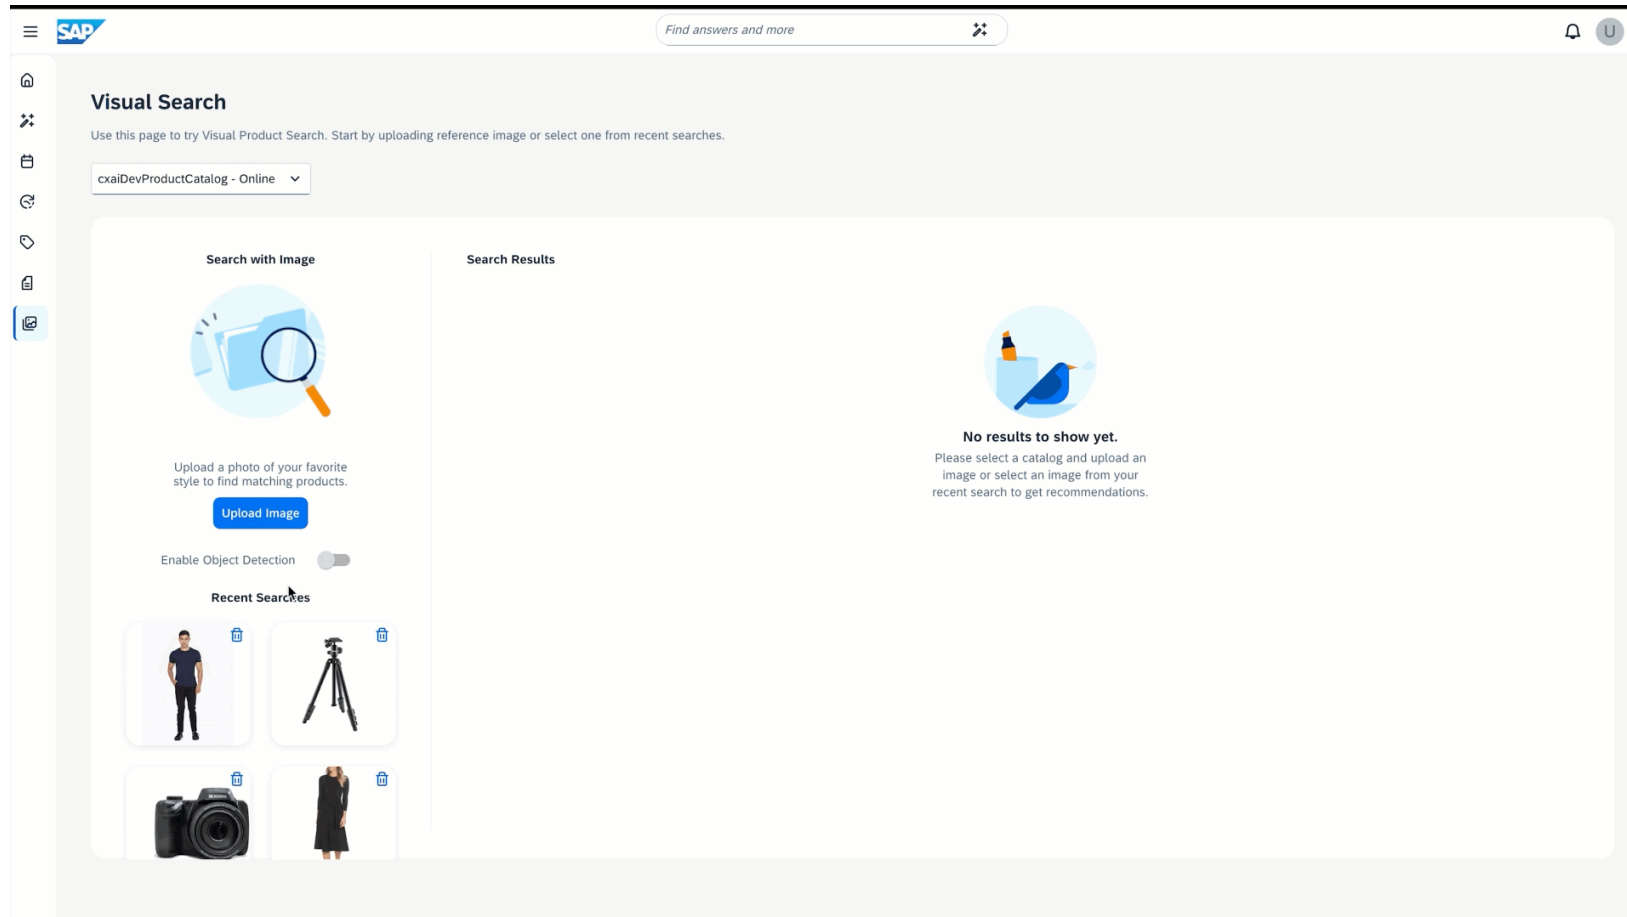 SAP
Find answers and more
U
Visual Search
Use this page to try Visual Product Search. Start by uploading reference image or select one from recent searches.
cxaiDevProductCatalog - Online
Search with Image
Upload a photo of your favorite
style to find matching products.
Upload Image
Enable Object Detection
Recent Searches
Search Results
No results to show yet.
Please select a catalog and upload an
image or select an image from your
recent search to get recommendations.